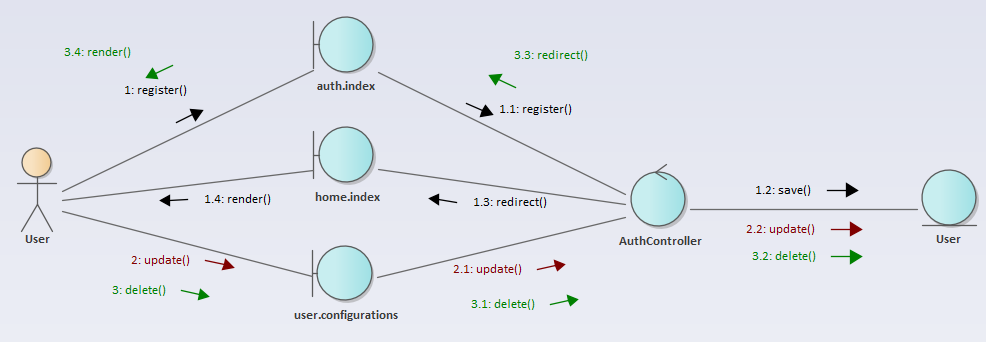 3.4: render()
3.3: redirect()
auth.index
1: register()
1.1: register()
home.index
1.4: render()
1.3: redirect()
1.2: save()
User
AuthController
User
2.2: update()
3.2: delete()
2: update()
2.1: update()
3: delete()
3.1: delete()
user.configurations